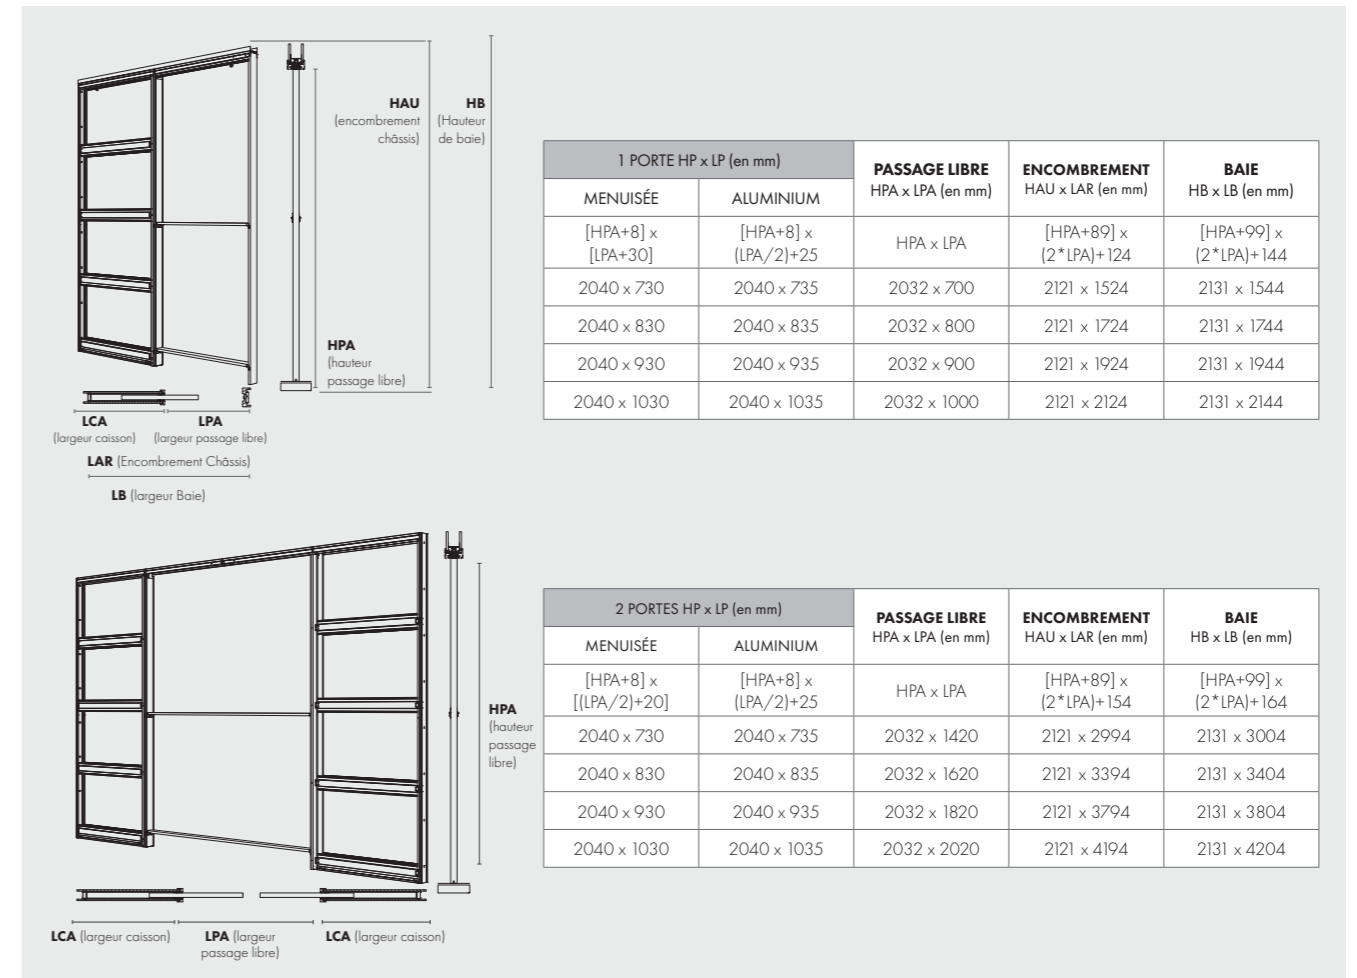 HAU
(encombrement
châssis)
HB
(Hauteur
de baie)
HPA
(hauteur
passage libre)
LCA
(largeur caisson)
LPA
(largeur passage libre)
LAR (Encombrement Châssis)
LB (largeur Baie)
1 PORTE HP x LP (en mm)
PASSAGE LIBRE
HPA x LPA (en mm)
ENCOMBREMENT
HAU x LAR (en mm)
BAIE
HB x LB (en mm)
MENUISÉE
ALUMINIUM
[HPA+8] x
[LPA+30]
[HPA+8] x
(LPA/2)+25
HPA x LPA
[HPA+89] x
(2*LPA)+124
[HPA+99] x
(2*LPA)+144
2040 x 730 2040 x 735 2032 x 700 2121 x 1524 2131 x 1544
2040 x 830 2040 x 835 2032 x 800 2121 x 1724 2131 x 1744
2040 x 930 2040 x 935 2032 x 900 2121 x 1924 2131 x 1944
2040 x 1030 2040 x 1035 2032 x 1000 2121 x 2124 2131 x 2144
HPA
(hauteur
passage
libre)
LCA (largeur caisson)
LPA (largeur
passage libre)
LCA (largeur caisson)
2 PORTES HP x LP (en mm)
PASSAGE LIBRE
HPA x LPA (en mm)
ENCOMBREMENT
HAU x LAR (en mm)
BAIE
HB x LB (en mm)
MENUISÉE
ALUMINIUM
[HPA+8] x
[(LPA/2)+20]
[HPA+8] x
(LPA/2)+25
HPA x LPA
[HPA+89] x
(2*LPA)+154
[HPA+99] x
(2*LPA)+164
2040 x 730 2040 x 735 2032 x 1420 2121 x 2994 2131 x 3004
2040 x 830 2040 x 835 2032 x 1620 2121 x 3394 2131 x 3404
2040 x 930 2040 x 935 2032 x 1820 2121 x 3794 2131 x 3804
2040 x 1030 2040 x 1035 2032 x 2020 2121 x 4194 2131 x 4204